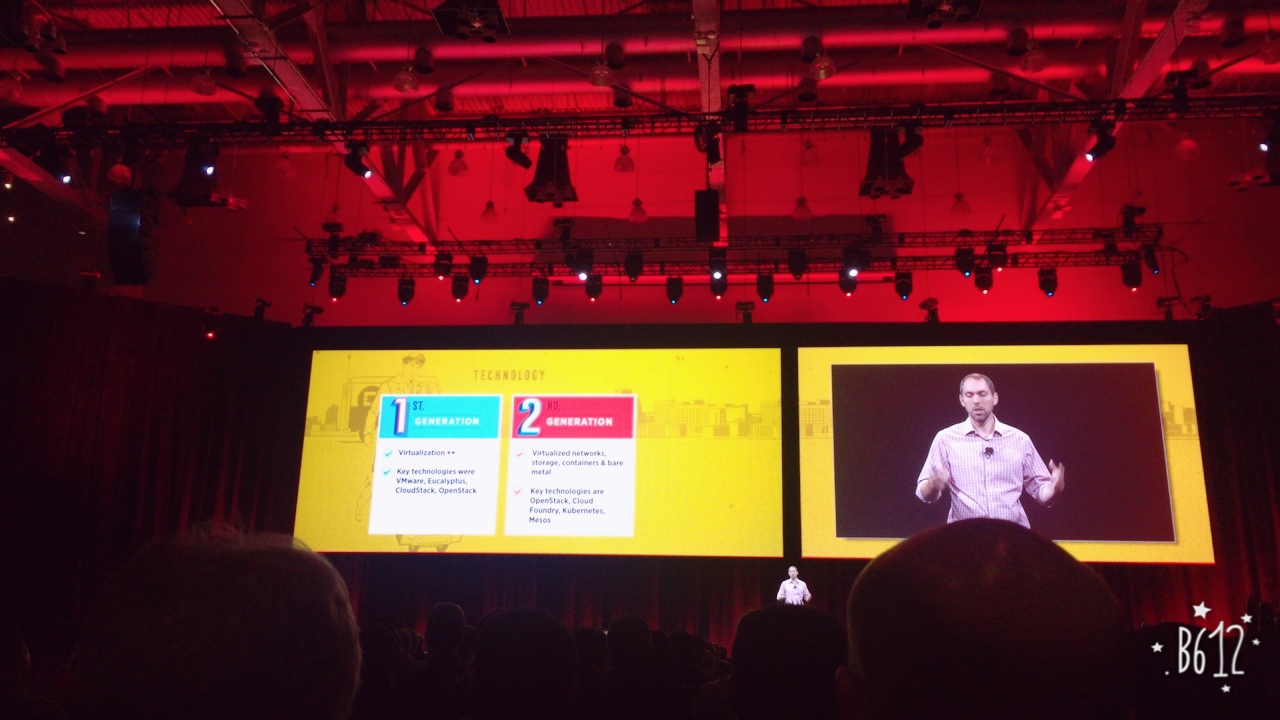 TECHNOLOGY
1 ST.
GENERATION
Virtualization ++
Key technologies were
VMware, Eucalyptus,
CloudStack, OpenStack
2 ND.
GENERATION
Virtualized networks,
storage, containers & bare
metal
Key technologies are
OpenStack, Cloud
Foundry, Kubernetes,
Mesos
B612